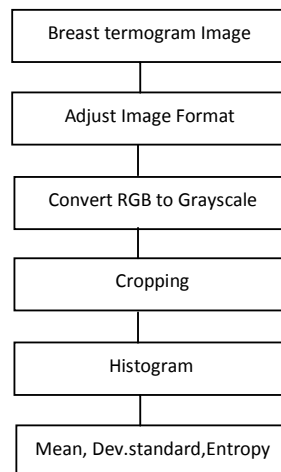 Breast termogram Image
Adjust Image Format
Convert RGB to Grayscale
Cropping
Histogram
Mean, Dev.standard,Entropy